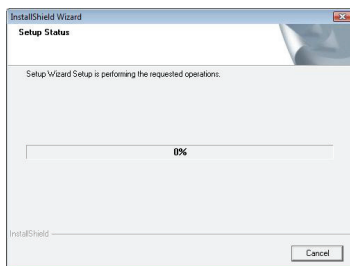 InstallShield Wizard
Setup Status
Setup Wizard Setup is performing the requested operations.
0%
InstallShield
Cancel